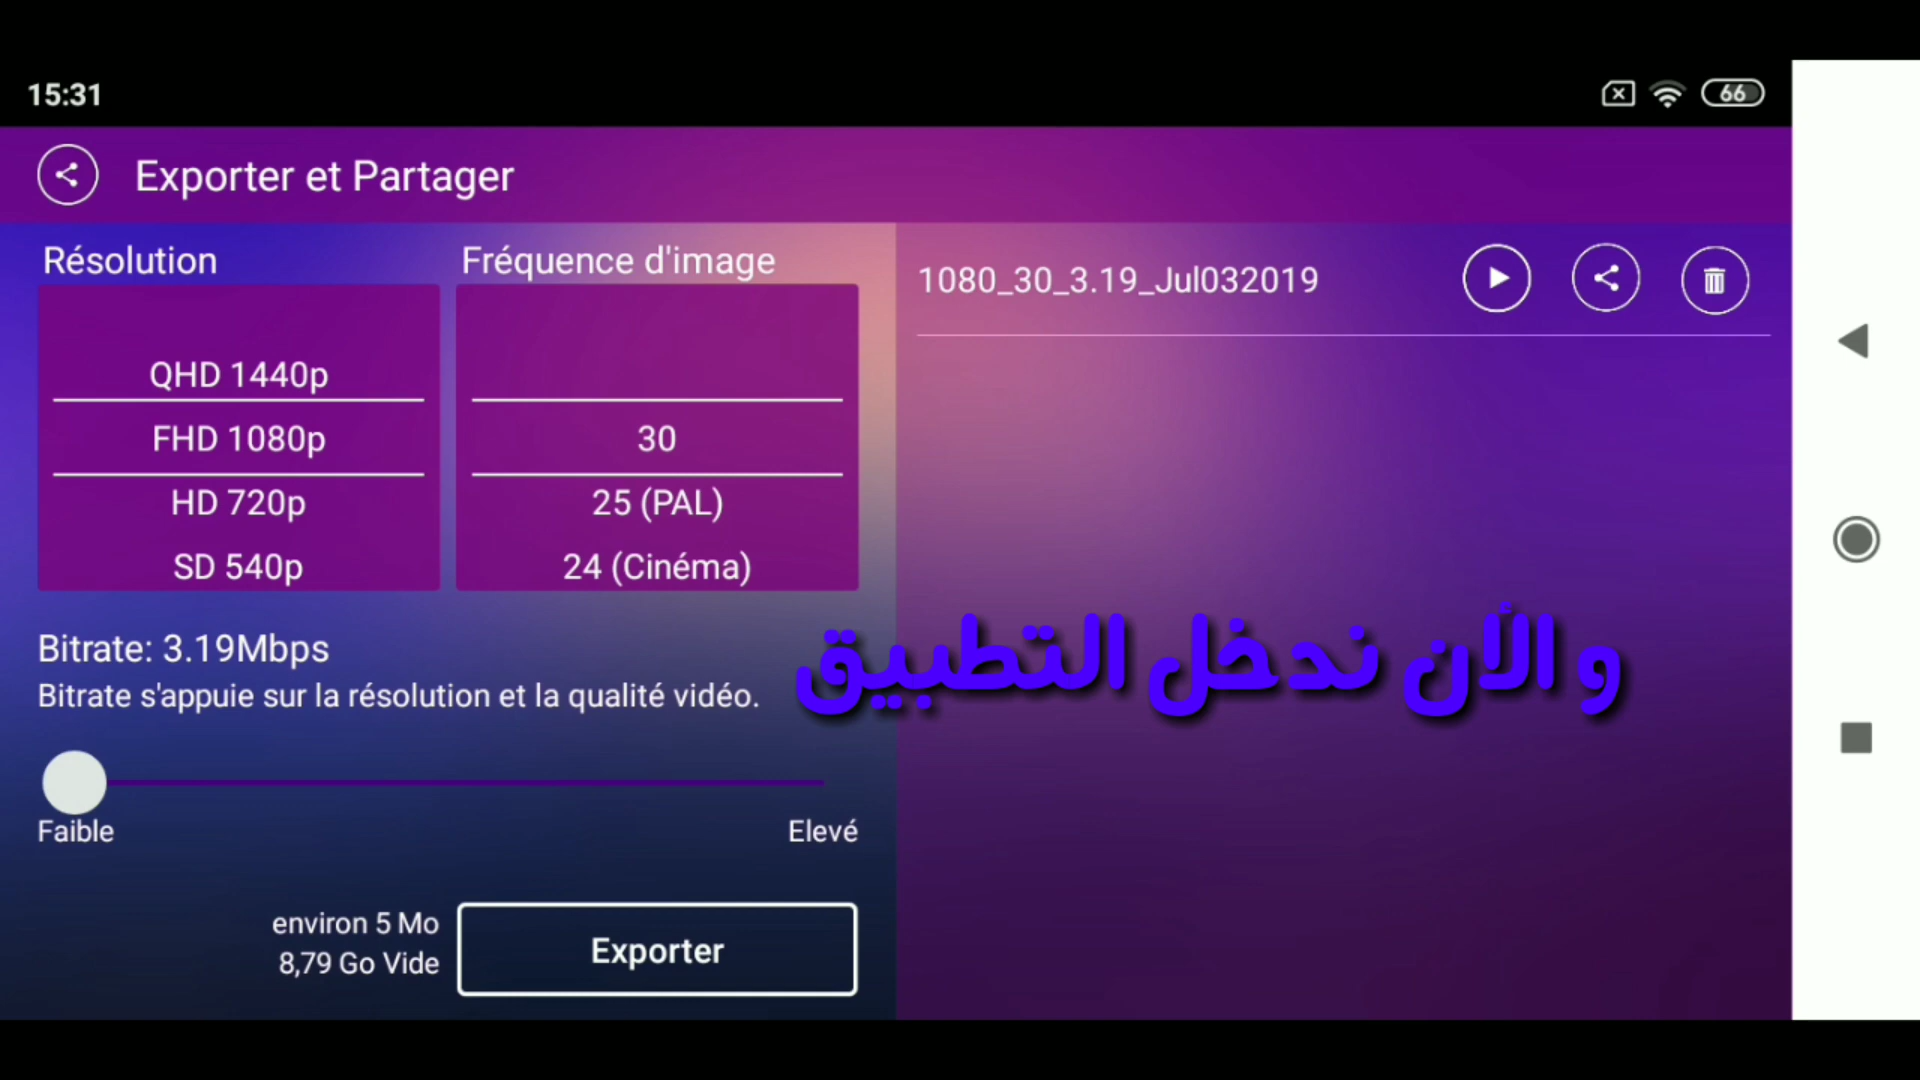 15:31
66
Exporter et Partager
Résolution
Fréquence d'image
QHD 1440p
FHD 1080p
HD 720p
SD 540p
30
25 (PAL)
24 (Cinéma)
1080_30_3.19_Jul032019
Bitrate: 3.19Mbps
Bitrate s'appuie sur la résolution et la qualité vidéo.
و الأن ندخل التطبيق
Faible
Elevé
environ 5 Mo
8,79 Go Vide
Exporter